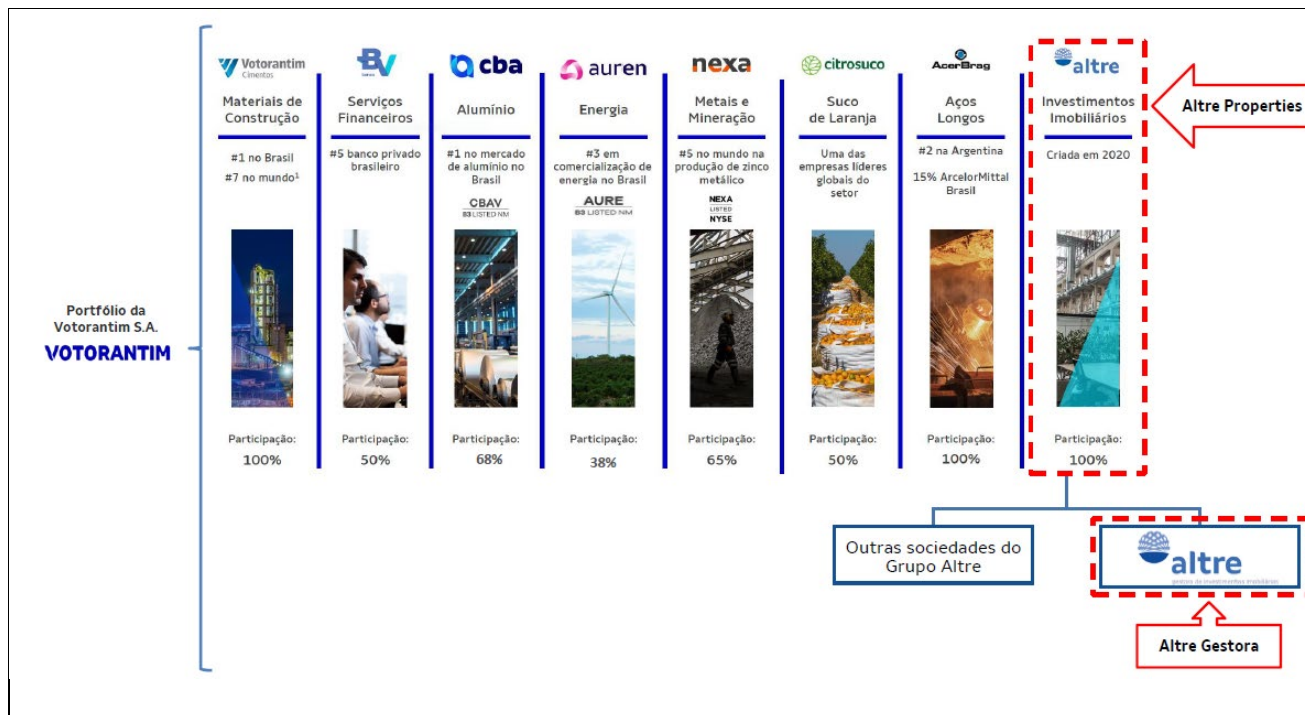 Portfólio da
Votorantim S.A.
VOTORANTIM
Votorantim
Cimentos
Materiais de
Construção
#1 no Brasil
#7 no mundo¹
Participação:
100%
BV
Serviços
Financeiros
#5 banco privado
brasileiro
Participação:
50%
cba
Alumínio
#1 no mercado
de alumínio no
Brasil
CBAV
B3 LISTED NM
Participação:
68%
auren
Energia
#3 em
comercialização de
energia no Brasil
AURE
B3 LISTED NM
Participação:
38%
nexa
Metais e
Mineração
#5 no mundo na
produção de zinco
metálico
NEXA
LISTED
NYSE
Participação:
65%
citrosuco
Suco
de Laranja
Uma das
empresas líderes
globais do
setor
Participação:
50%
AcerBrag
Aços
Longos
#2 na Argentina
15% ArcelorMittal
Brasil
Participação:
100%
altre
Investimentos
Imobiliários
Criada em 2020
Participação:
100%
Altre Properties
Outras sociedades do
Grupo Altre
altre
gestora de investimentos imobiliários
Altre Gestora